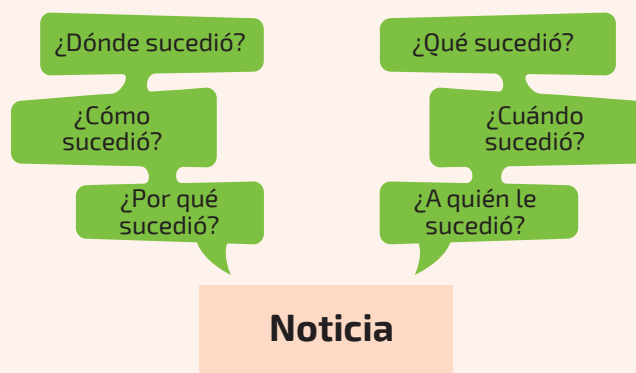 ¿Dónde sucedió?
¿Cómo
sucedió?
¿Por qué
sucedió?
¿Qué sucedió?
¿Cuándo
sucedió?
¿A quién le
sucedió?
Noticia